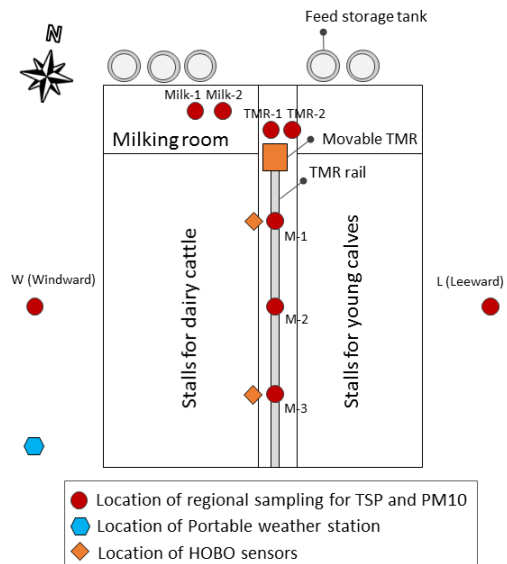 N
Feed storage tank
Milk-1 Milk-2
TMR-1 TMR-2
Milking room
Movable TMR
TMR rail
M-1
Stalls for dairy cattle
Stalls for young calves
W (Windward)
L (Leeward)
M-2
M-3
Location of regional sampling for TSP and PM10
Location of Portable weather station
Location of HOBO sensors